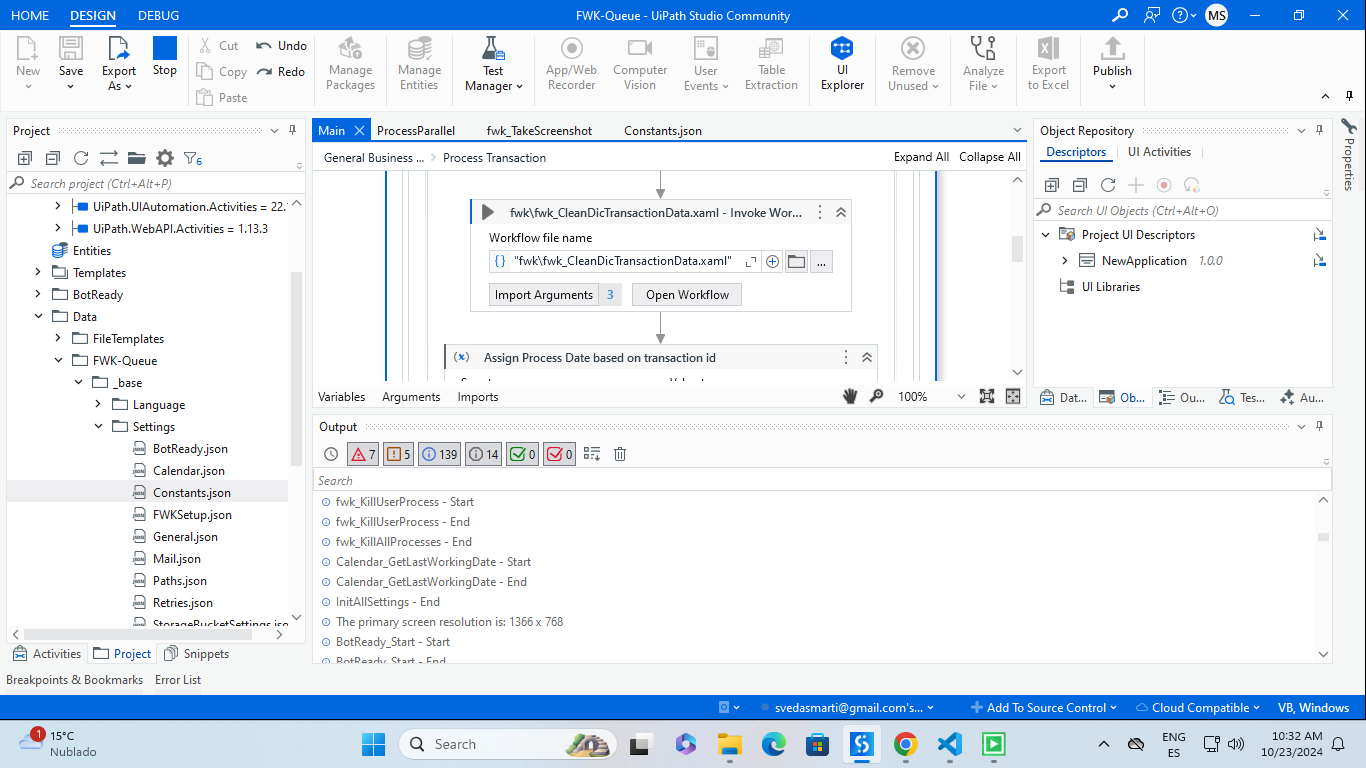 HOME DESIGN DEBUG FWK-Queue - UiPath Studio Community MS
New Save Export As Stop Cut Copy Paste Undo Redo Manage Packages Manage Entities Test Manager App/Web Recorder Computer Vision User Events Table Extraction UI Explorer Remove Unused Analyze File Export to Excel Publish
Project
6
Search project (Ctrl+Alt+P)
UiPath.UIAutomation.Activities = 22.
UiPath.WebAPI.Activities = 1.13.3
Entities
Templates
BotReady
Data
FileTemplates
FWK-Queue
_base
Language
Settings
BotReady.json
Calendar.json
Constants.json
FWKSetup.json
General.json
Mail.json
Paths.json
Retries.json
StorageBucketSettings.jso
Activities Project Snippets
Main ProcessParallel fwk_TakeScreenshot Constants.json
General Business ... Process Transaction Expand All Collapse All
fwk\fwk_CleanDicTransactionData.xaml - Invoke Wor...
Workflow file name
"fwk\fwk_CleanDicTransactionData.xaml" ...
Import Arguments 3 Open Workflow
(x) Assign Process Date based on transaction id
Variables Arguments Imports 100%
Output
7 5 139 14 0 0
Search
fwk_KillUserProcess - Start
fwk_KillUserProcess - End
fwk_KillAllProcesses - End
Calendar_GetLastWorkingDate - Start
Calendar_GetLastWorkingDate - End
InitAllSettings - End
The primary screen resolution is: 1366 x 768
BotReady_Start - Start
BotReady_Start - End
Object Repository
Descriptors UI Activities
Search UI Objects (Ctrl+Alt+O)
Project UI Descriptors
NewApplication 1.0.0
UI Libraries
Dat... Ob... Ou... Tes... Au...
Properties
Breakpoints & Bookmarks Error List
svedasmarti@gmail.com's... Add To Source Control Cloud Compatible VB, Windows
1 15°C
Nublado
Search
ENG
ES
10:32 AM
10/23/2024